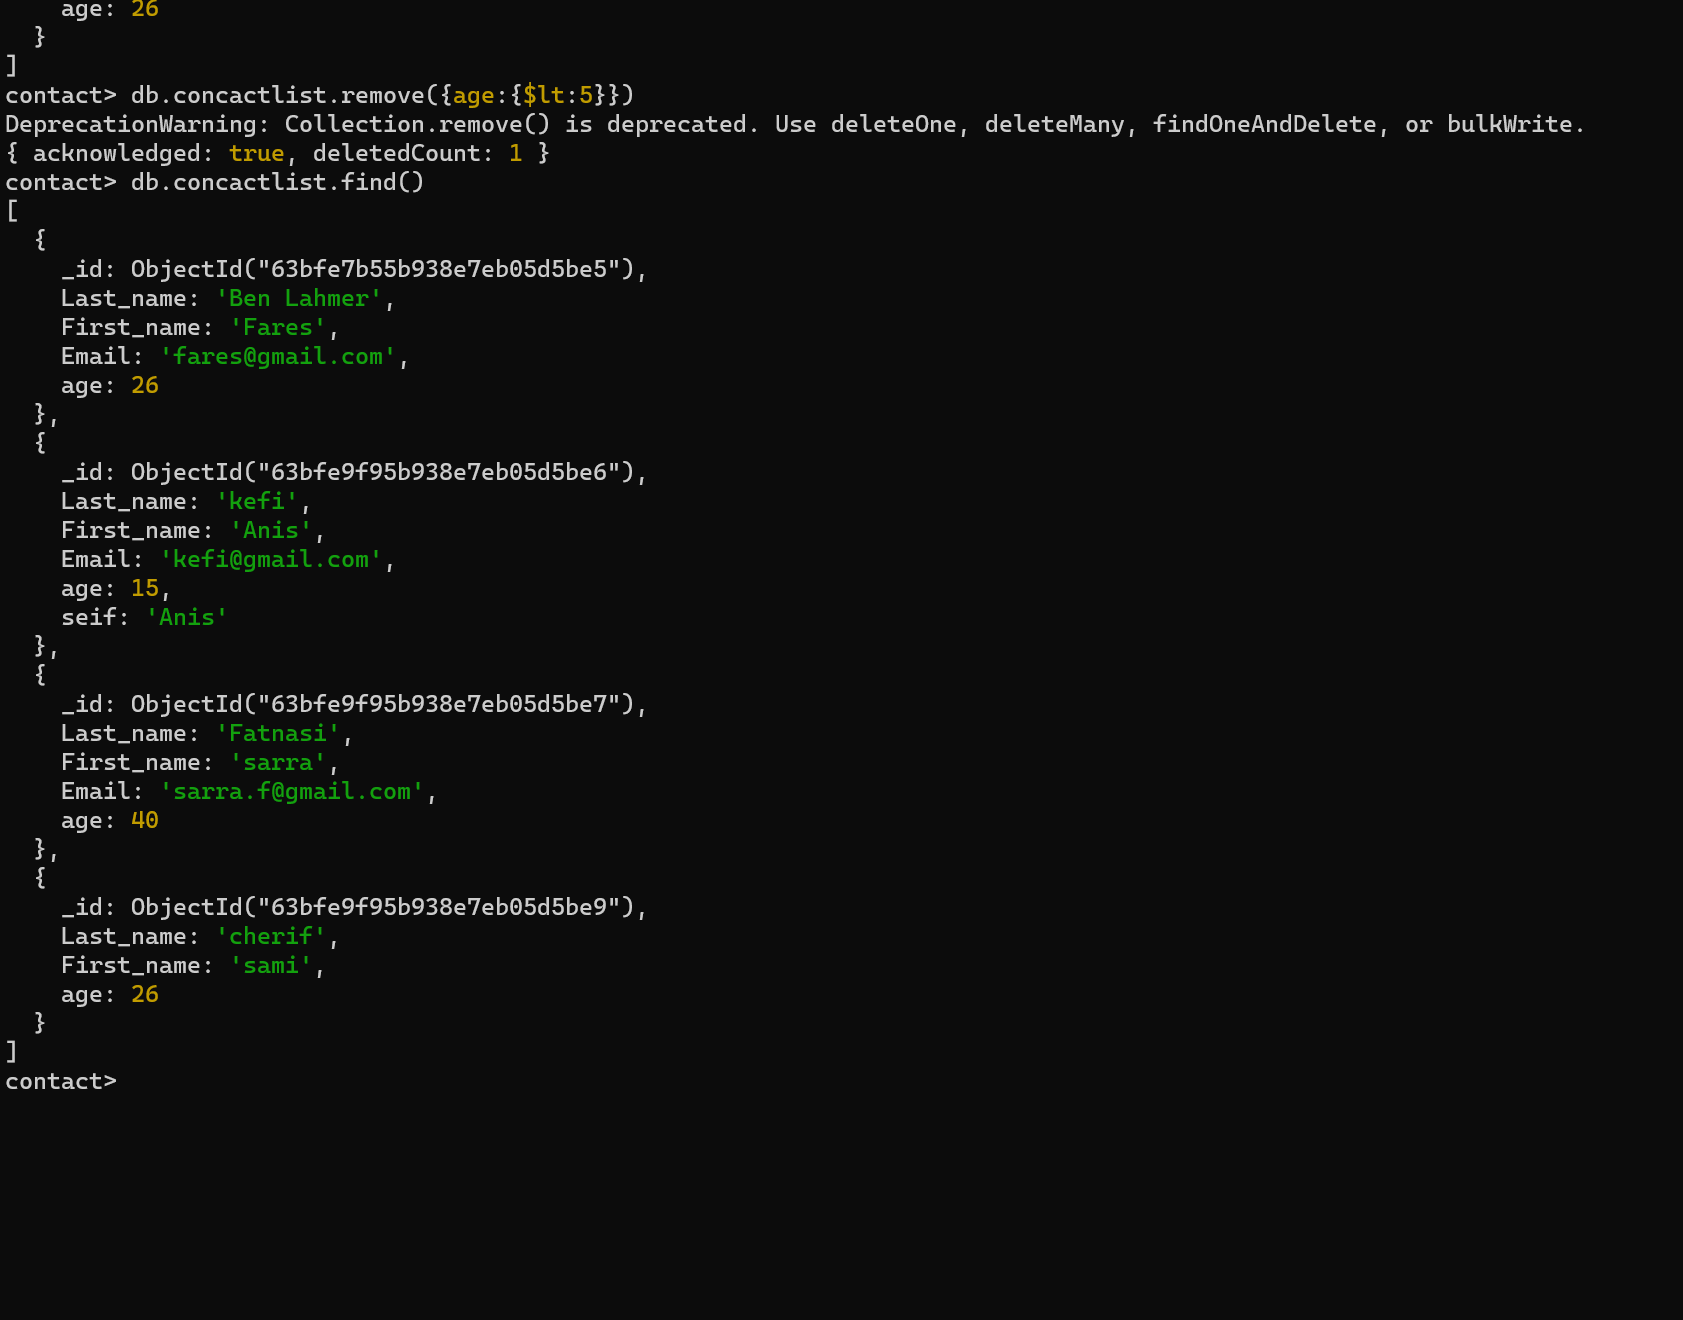 age: 26
}
]
contact> db.concactlist.remove({age:{$lt:5}})
DeprecationWarning: Collection.remove() is deprecated. Use deleteOne, deleteMany, findOneAndDelete, or bulkWrite.
{ acknowledged: true, deletedCount: 1 }
contact> db.concactlist.find()
[
  {
    _id: ObjectId("63bfe7b55b938e7eb05d5be5"),
    Last_name: 'Ben Lahmer',
    First_name: 'Fares',
    Email: 'fares@gmail.com',
    age: 26
  },
  {
    _id: ObjectId("63bfe9f95b938e7eb05d5be6"),
    Last_name: 'kefi',
    First_name: 'Anis',
    Email: 'kefi@gmail.com',
    age: 15,
    seif: 'Anis'
  },
  {
    _id: ObjectId("63bfe9f95b938e7eb05d5be7"),
    Last_name: 'Fatnasi',
    First_name: 'sarra',
    Email: 'sarra.f@gmail.com',
    age: 40
  },
  {
    _id: ObjectId("63bfe9f95b938e7eb05d5be9"),
    Last_name: 'cherif',
    First_name: 'sami',
    age: 26
  }
]
contact>